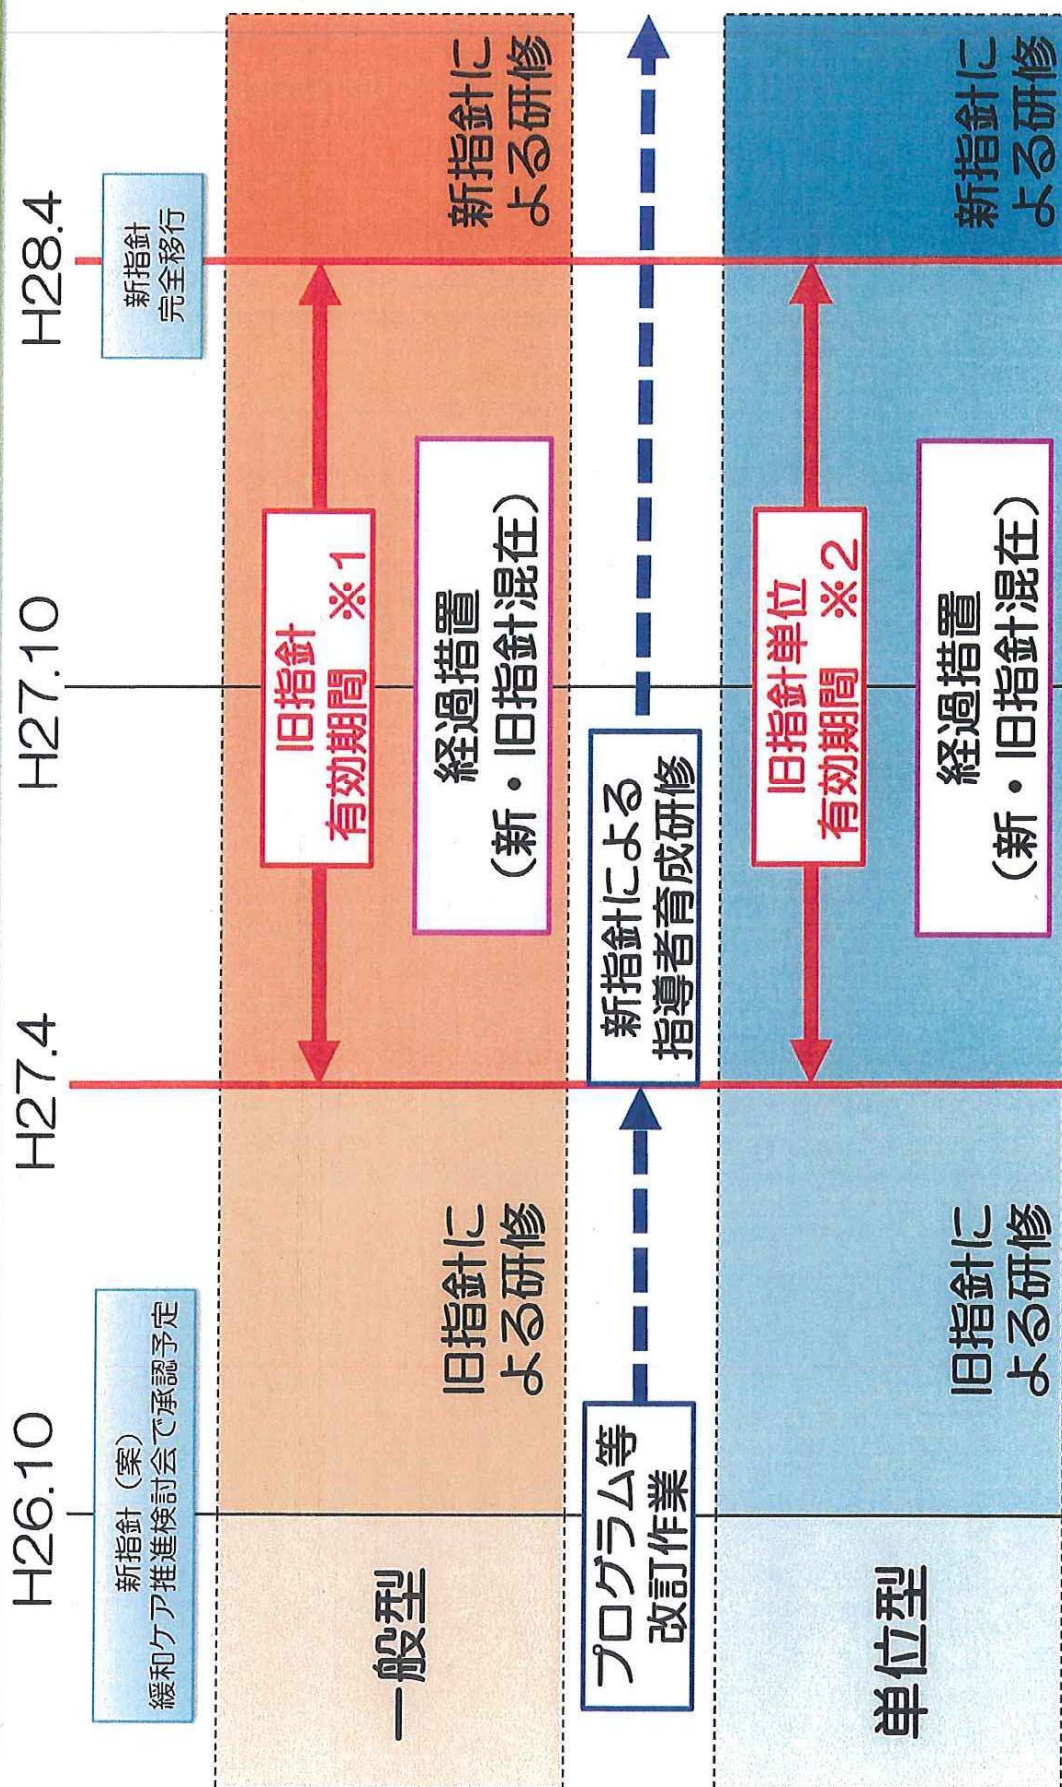 H26.10
H27.4
H27.10
H28.4
新指針（案）
緩和ケア推進検討会で承認予定
新指針
完全移行
一般型
旧指針に
よる研修
旧指針
有効期間　※1
経過措置
（新・旧指針混在）
新指針に
よる研修
プログラム等
改訂作業
新指針による
指導者育成研修
単位型
旧指針に
よる研修
旧指針単位
有効期間　※2
経過措置
（新・旧指針混在）
新指針に
よる研修